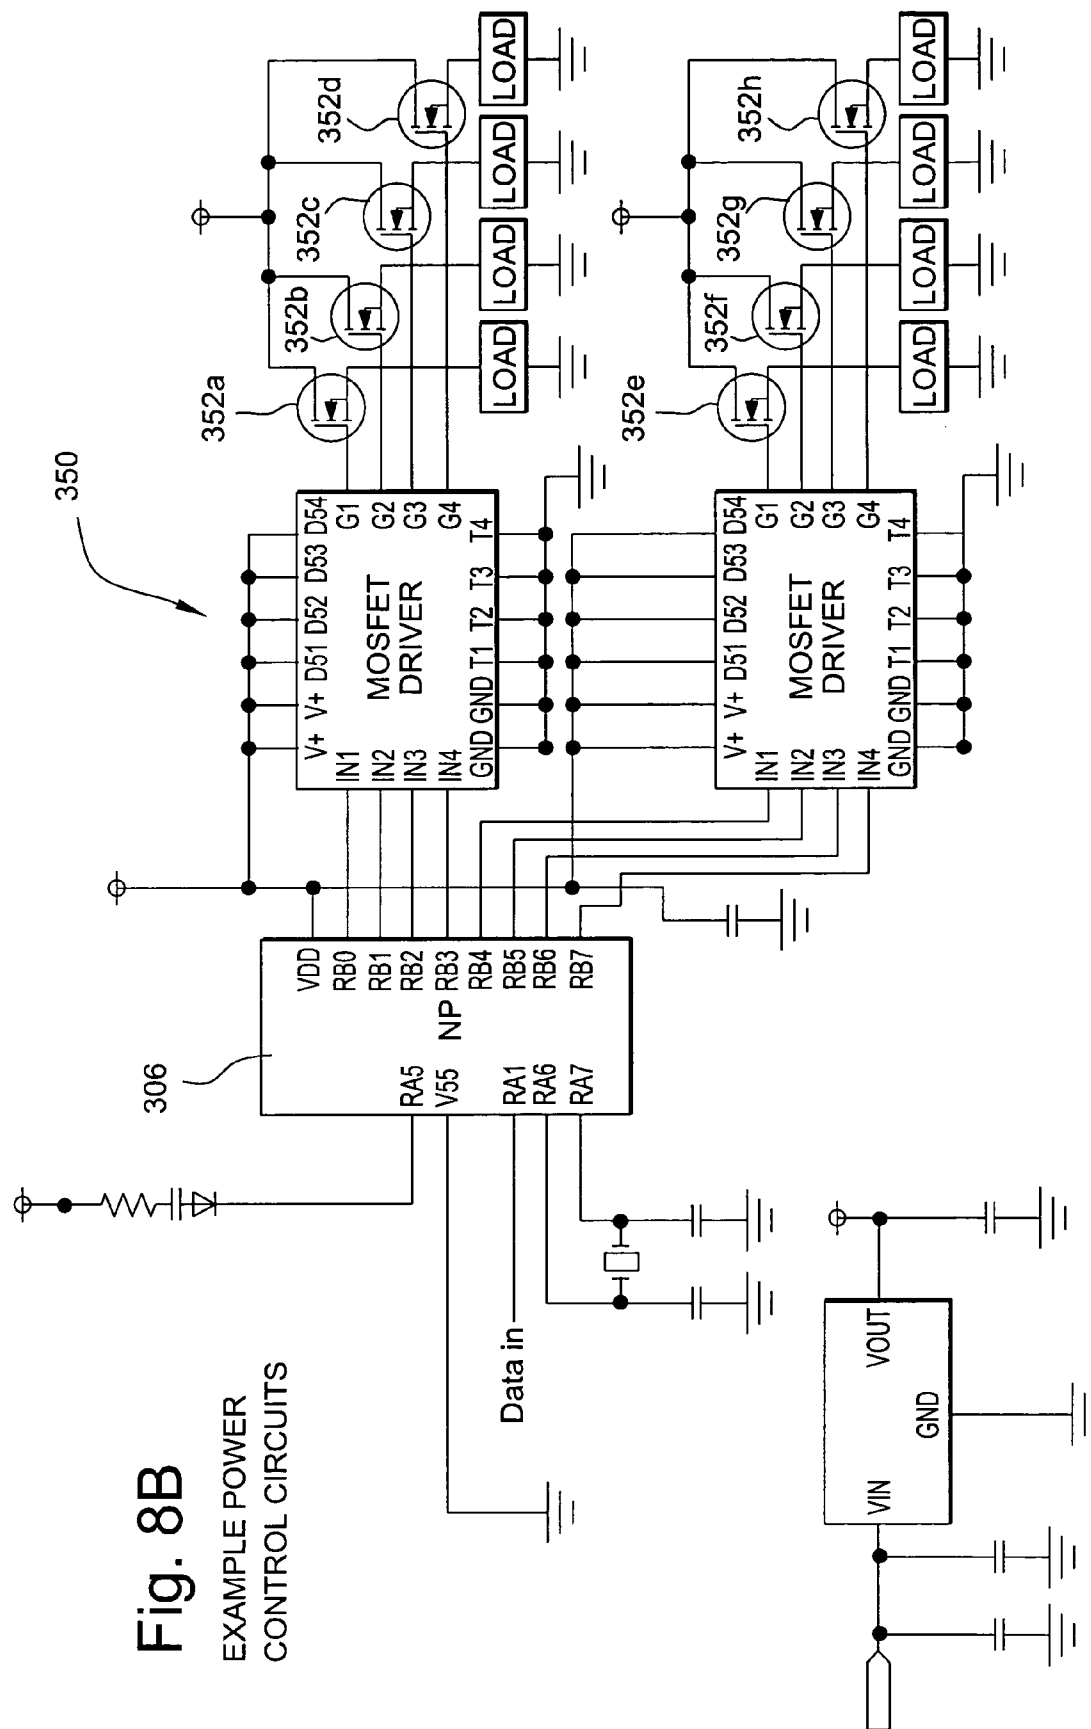 Fig. 8B
EXAMPLE POWER
CONTROL CIRCUITS
306
350
VDD
RB0
RB1
RB2
RB3
RB4
RB5
RB6
RB7
NP
RA5
V55
RA1
RA6
RA7
Data in
V+ V+ D51 D52 D53 D54
IN1
IN2
IN3
IN4
MOSFET
DRIVER
G1
G2
G3
G4
GND GND T1 T2 T3 T4
352a
352b
352c
352d
LOAD LOAD LOAD LOAD
V+ V+ D51 D52 D53 D54
IN1
IN2
IN3
IN4
MOSFET
DRIVER
G1
G2
G3
G4
GND GND T1 T2 T3 T4
352e
352f
352g
352h
LOAD LOAD LOAD LOAD
VIN
VOUT
GND